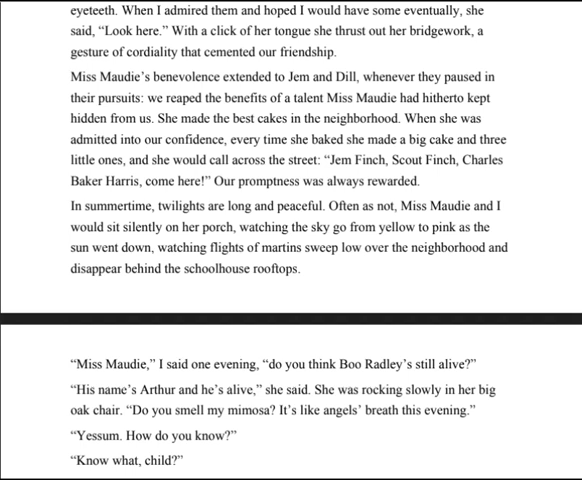 eyeteeth. When I admired them and hoped I would have some eventually, she
said, “Look here.” With a click of her tongue she thrust out her bridgework, a
gesture of cordiality that cemented our friendship.
Miss Maudie’s benevolence extended to Jem and Dill, whenever they paused in
their pursuits: we reaped the benefits of a talent Miss Maudie had hitherto kept
hidden from us. She made the best cakes in the neighborhood. When she was
admitted into our confidence, every time she baked she made a big cake and three
little ones, and she would call across the street: “Jem Finch, Scout Finch, Charles
Baker Harris, come here!” Our promptness was always rewarded.
In summertime, twilights are long and peaceful. Often as not, Miss Maudie and I
would sit silently on her porch, watching the sky go from yellow to pink as the
sun went down, watching flights of martins sweep low over the neighborhood and
disappear behind the schoolhouse rooftops.
“Miss Maudie,” I said one evening, “do you think Boo Radley’s still alive?”
“His name’s Arthur and he’s alive,” she said. She was rocking slowly in her big
oak chair. “Do you smell my mimosa? It’s like angels’ breath this evening.”
“Yessum. How do you know?”
“Know what, child?”